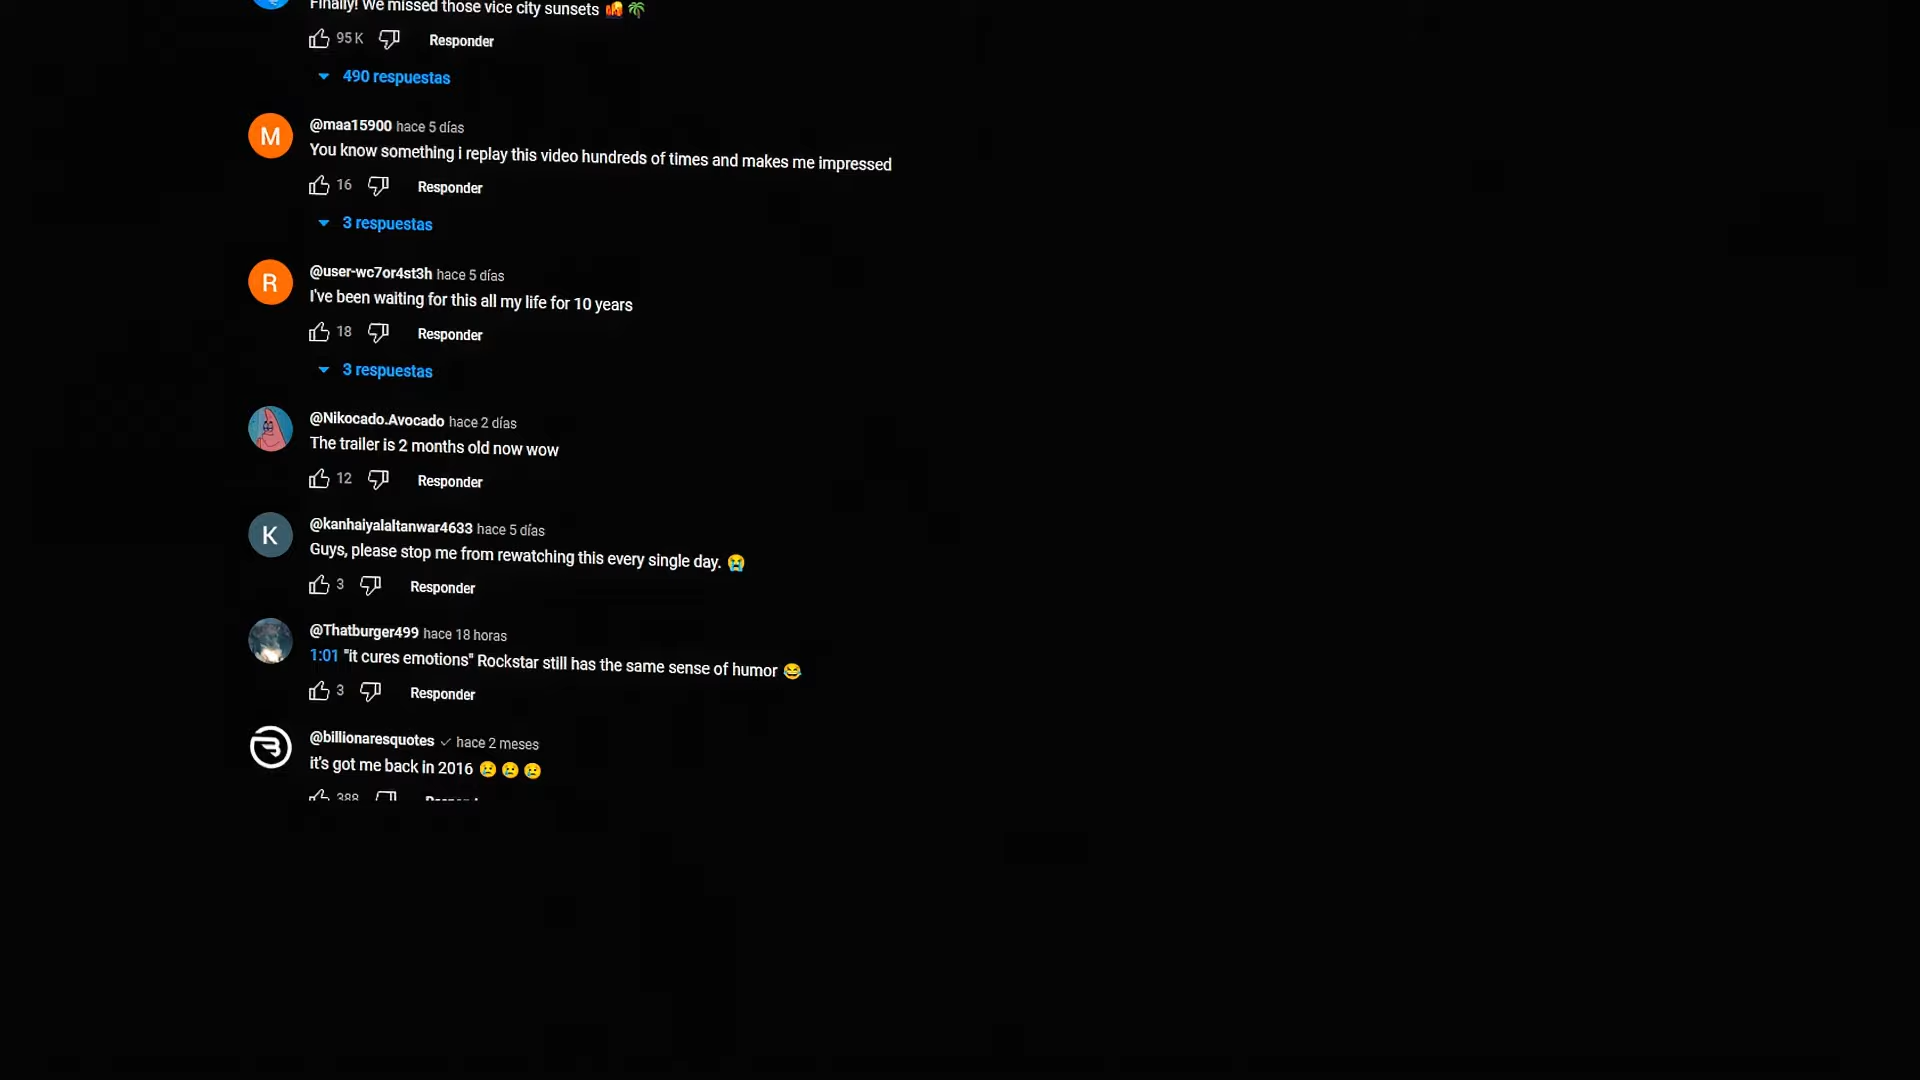 Finally! We missed those vice city sunsets 🌇🌴
95 K Responder
490 respuestas
M
@maa15900 hace 5 días
You know something i replay this video hundreds of times and makes me impressed
16 Responder
3 respuestas
R
@user-wc7or4st3h hace 5 días
I've been waiting for this all my life for 10 years
18 Responder
3 respuestas
@Nikocado.Avocado hace 2 días
The trailer is 2 months old now wow
12 Responder
K
@kanhaiyalaltanwar4633 hace 5 días
Guys, please stop me from rewatching this every single day. 😭
3 Responder
@Thatburger499 hace 18 horas
1:01 "it cures emotions" Rockstar still has the same sense of humor 😂
3 Responder
@billionaresquotes ✓ hace 2 meses
it's got me back in 2016 😢😢😢
388 Responder